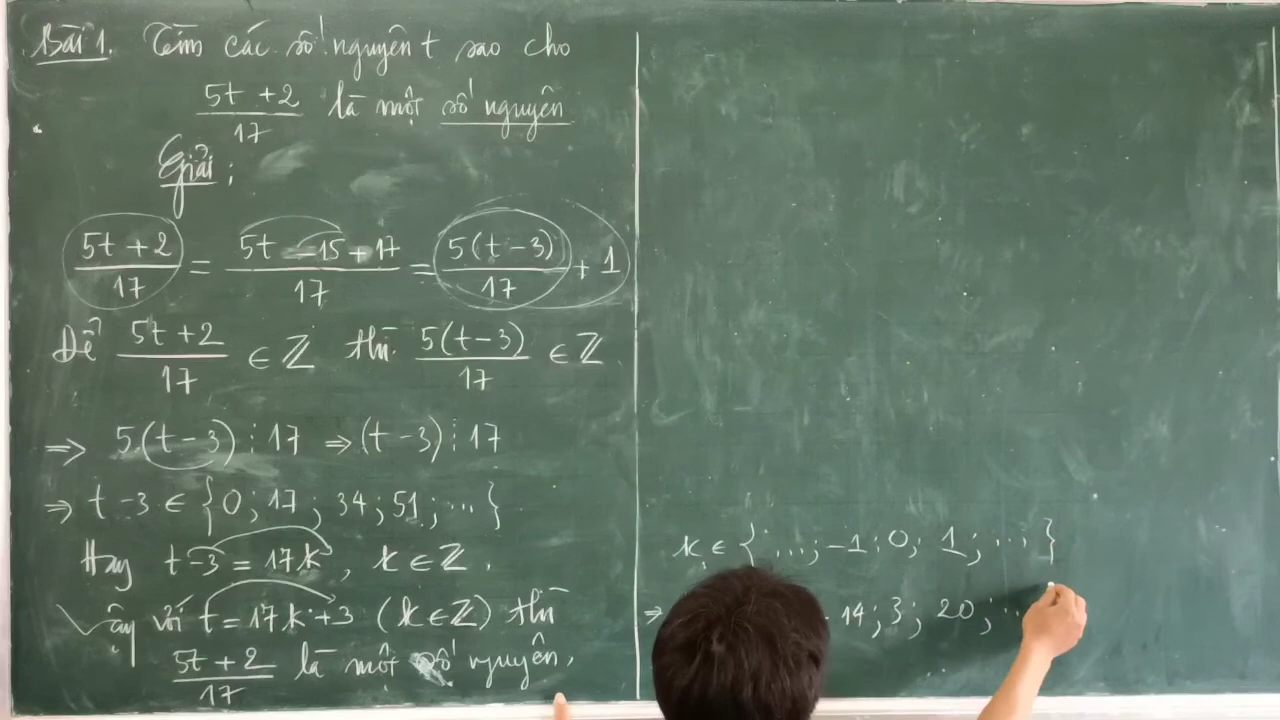 Bài 1. Tìm các số nguyên t sao cho
5t + 2 / 17 là một số nguyên
Giải:
5t + 2 / 17 = 5t - 15 + 17 / 17 = 5(t - 3) / 17 + 1
Để 5t + 2 / 17 ∈ ℤ thì 5(t - 3) / 17 ∈ ℤ
⇒ 5(t - 3) ⋮ 17 ⇒ (t - 3) ⋮ 17
⇒ t - 3 ∈ {0; 17; 34; 51; ...}
Hay t - 3 = 17k, k ∈ ℤ.
Vậy với t = 17k + 3 (k ∈ ℤ) thì
5t + 2 / 17 là một số nguyên.
k ∈ {...; -1; 0; 1; ...}
⇒ 14; 3; 20; ...